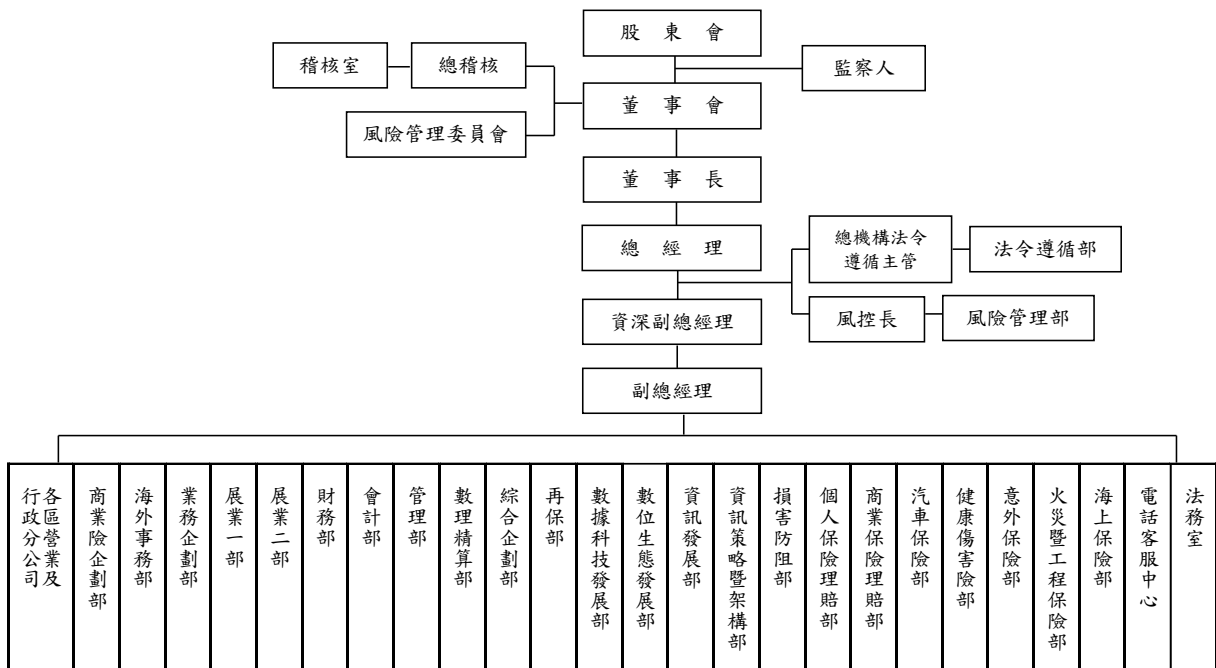 股東會
稽核室
總稽核
監察人
董事會
風險管理委員會
董事長
總經理
總機構法令
遵循主管
法令遵循部
資深副總經理
風控長
風險管理部
副總經理
各區營業及
行政分公司
商業險企劃部
海外事務部
業務企劃部
展業一部
展業二部
財務部
會計部
管理部
數理精算部
綜合企劃部
再保部
數據科技發展部
數位生態發展部
資訊發展部
資訊策略暨架構部
損害防阻部
個人保險理賠部
商業保險理賠部
汽車保險部
健康傷害險部
意外保險部
火災暨工程保險部
海上保險部
電話客服中心
法務室